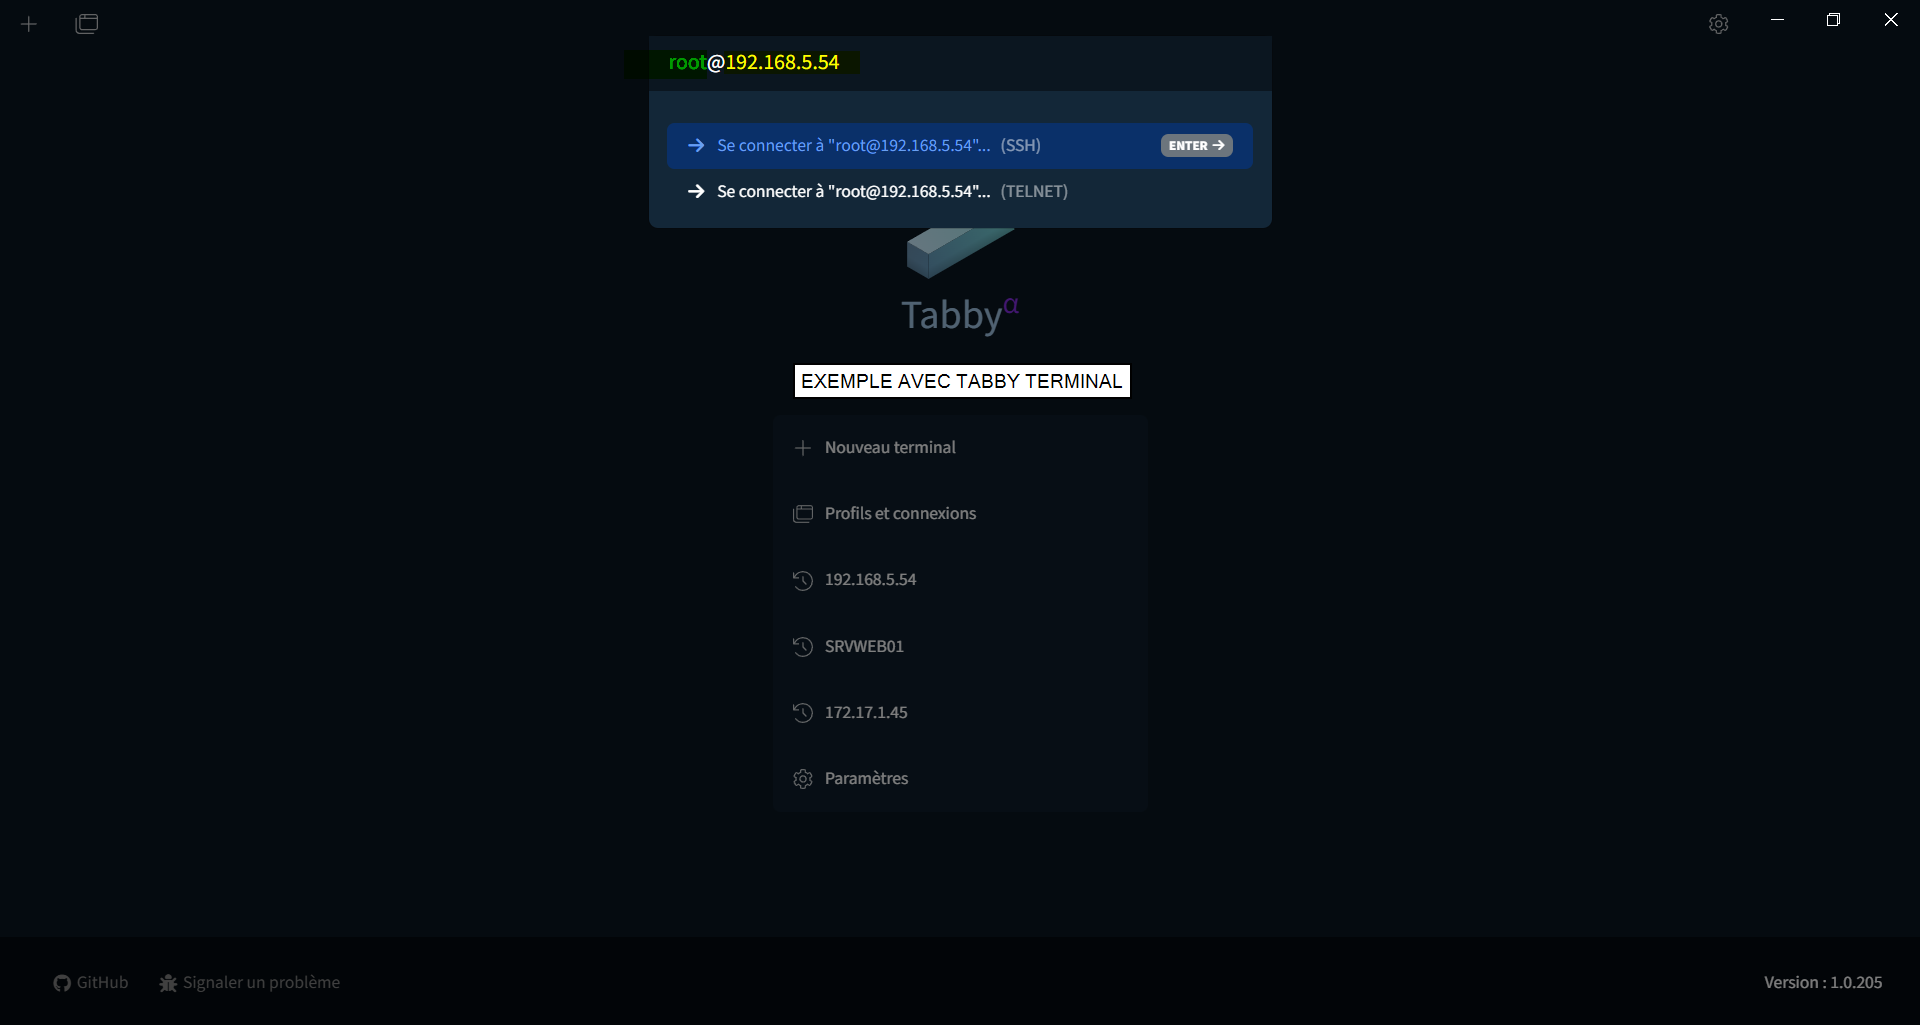 root@192.168.5.54
Se connecter à "root@192.168.5.54"... (SSH) ENTER →
Se connecter à "root@192.168.5.54"... (TELNET)
Tabbyα
EXEMPLE AVEC TABBY TERMINAL
Nouveau terminal
Profils et connexions
192.168.5.54
SRVWEB01
172.17.1.45
Paramètres
GitHub Signaler un problème Version : 1.0.205